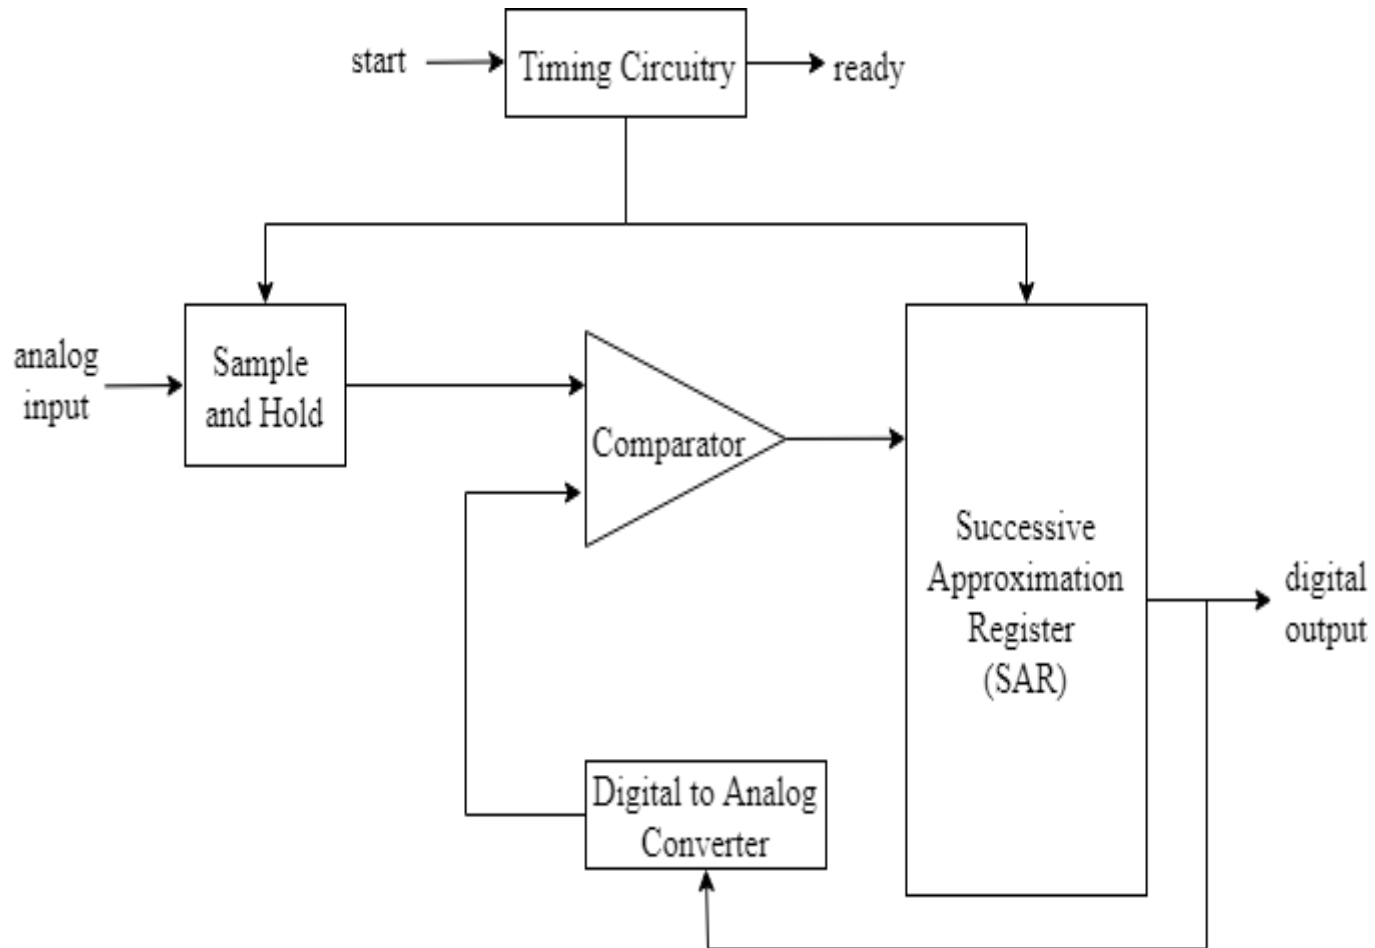 start
Timing Circuitry
ready
analog
input
Sample
and Hold
Comparator
Successive
Approximation
Register
(SAR)
digital
output
Digital to Analog
Converter